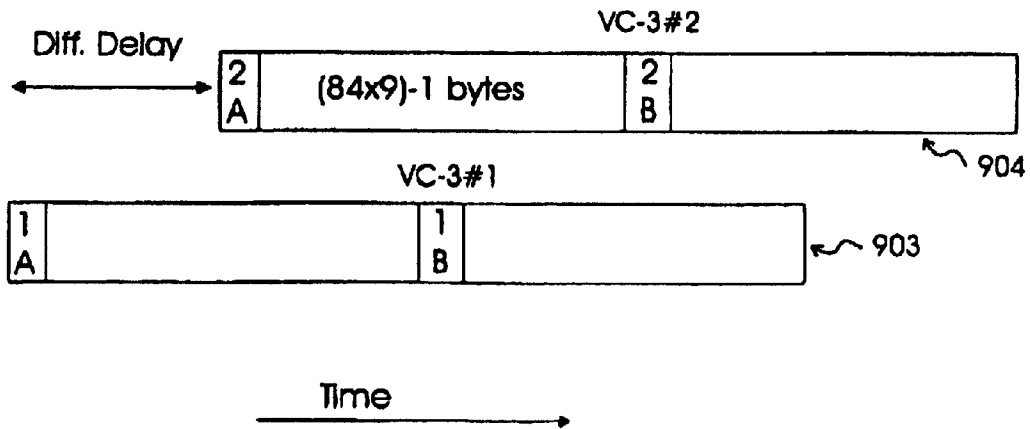 VC-3#2
Diff. Delay
2
A
(84x9)-1 bytes
2
B
904
VC-3#1
1
A
1
B
903
Time